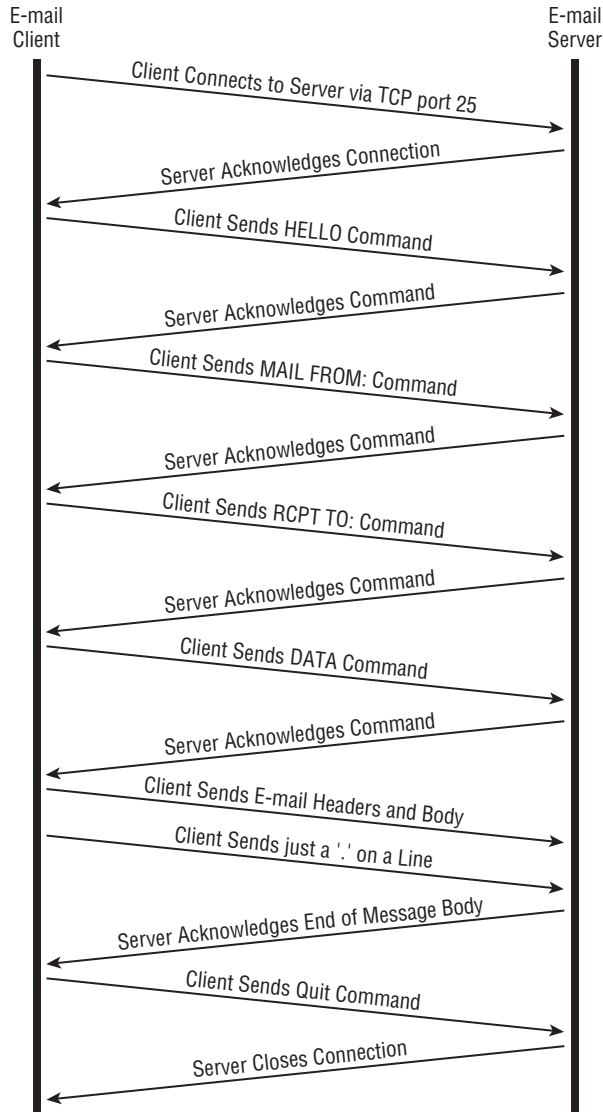 E-mail
Client
E-mail
Server
Client Connects to Server via TCP port 25
Server Acknowledges Connection
Client Sends HELLO Command
Server Acknowledges Command
Client Sends MAIL FROM: Command
Server Acknowledges Command
Client Sends RCPT TO: Command
Server Acknowledges Command
Client Sends DATA Command
Server Acknowledges Command
Client Sends E-mail Headers and Body
Client Sends just a '.' on a Line
Server Acknowledges End of Message Body
Client Sends Quit Command
Server Closes Connection